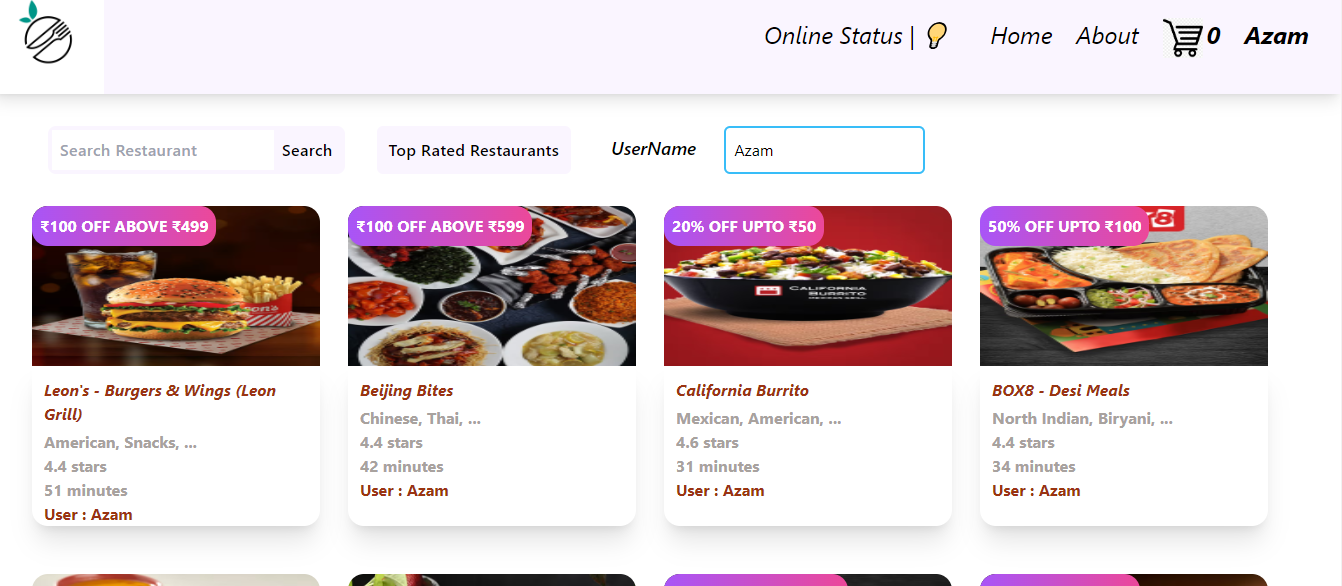 Online Status |
Home
About
0
Azam
Search Restaurant
Search
Top Rated Restaurants
UserName
Azam
₹100 OFF ABOVE ₹499
₹100 OFF ABOVE ₹599
20% OFF UPTO ₹50
50% OFF UPTO ₹100
CALIFORNIA
BURRITO
MEXICAN GRILL
Leon's - Burgers & Wings (Leon
Grill)
American, Snacks, ...
4.4 stars
51 minutes
User : Azam
Beijing Bites
Chinese, Thai, ...
4.4 stars
42 minutes
User : Azam
California Burrito
Mexican, American, ...
4.6 stars
31 minutes
User : Azam
BOX8 - Desi Meals
North Indian, Biryani, ...
4.4 stars
34 minutes
User : Azam